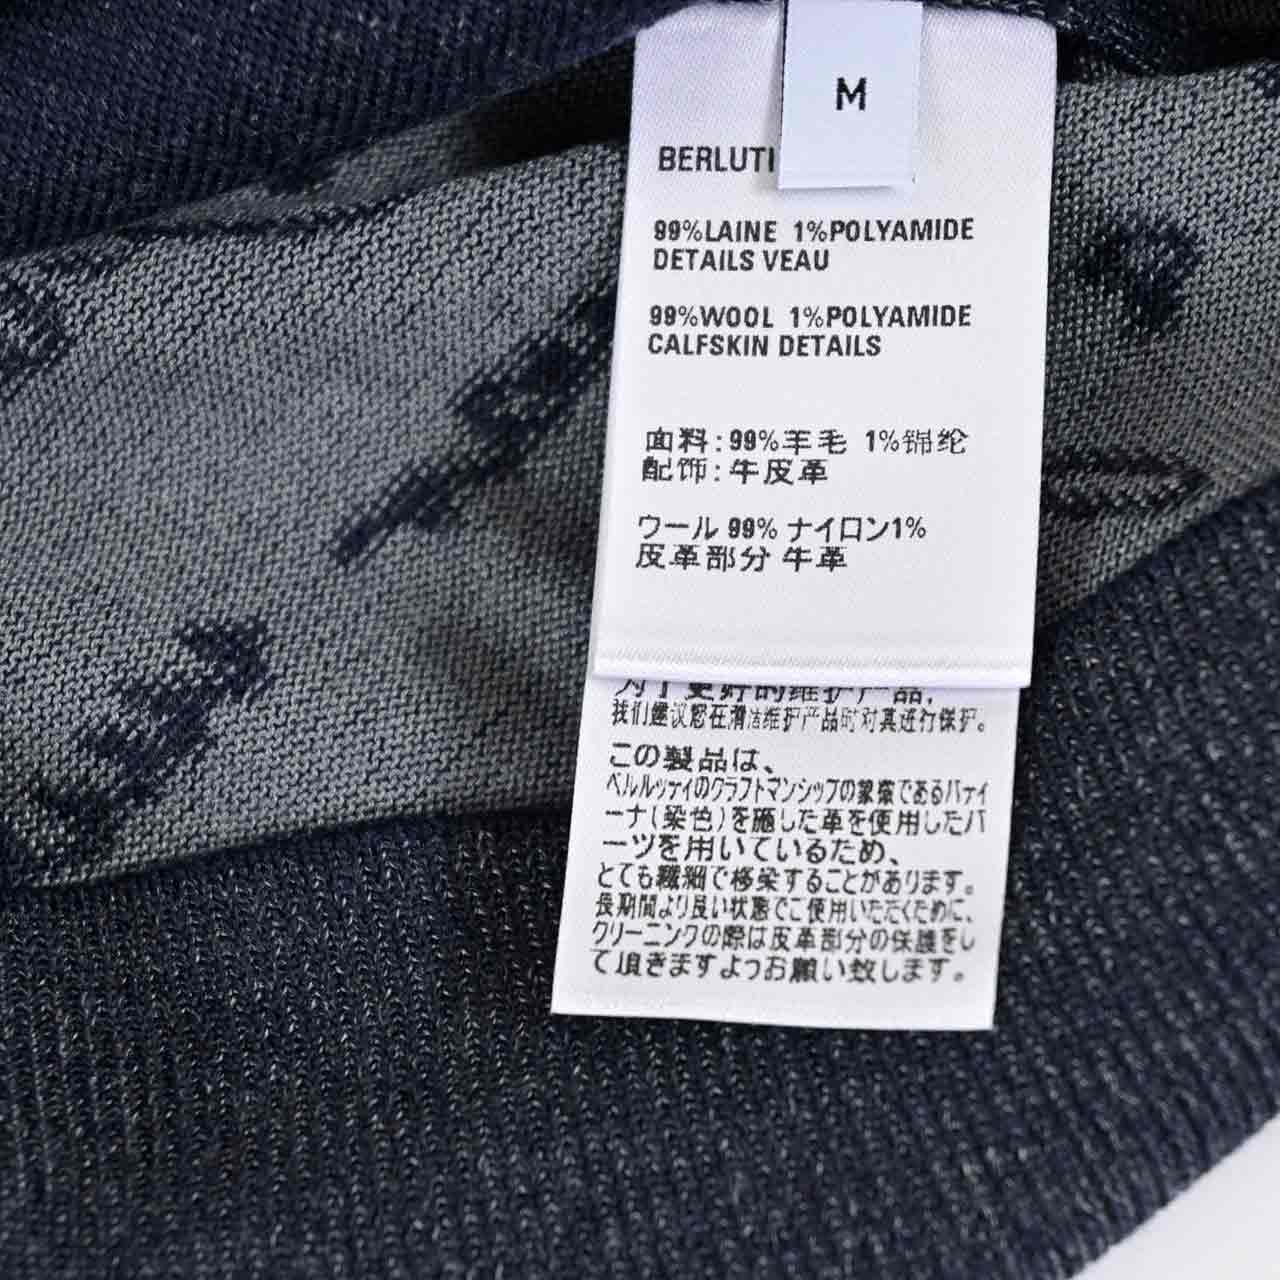 M
BERLUTI
99%LAINE 1%POLYAMIDE
DETAILS VEAU
99%WOOL 1%POLYAMIDE
CALFSKIN DETAILS
面料:99%羊毛 1%锦纶
配饰:牛皮革
ウール 99% ナイロン1%
皮革部分 牛革
为了更好的维护产品,
我们建议您在清洁维护产品时对其进行保护。
この製品は、
ベルルッティのクラフトマンシップの象徴であるパティ
ーナ(染色)を施した革を使用したパ
ーツを用いているため、
とても繊細で移染することがあります。
長期間より良い状態でご使用いただくために、
クリーニングの際は皮革部分の保護をし
て頂きますようお願い致します。